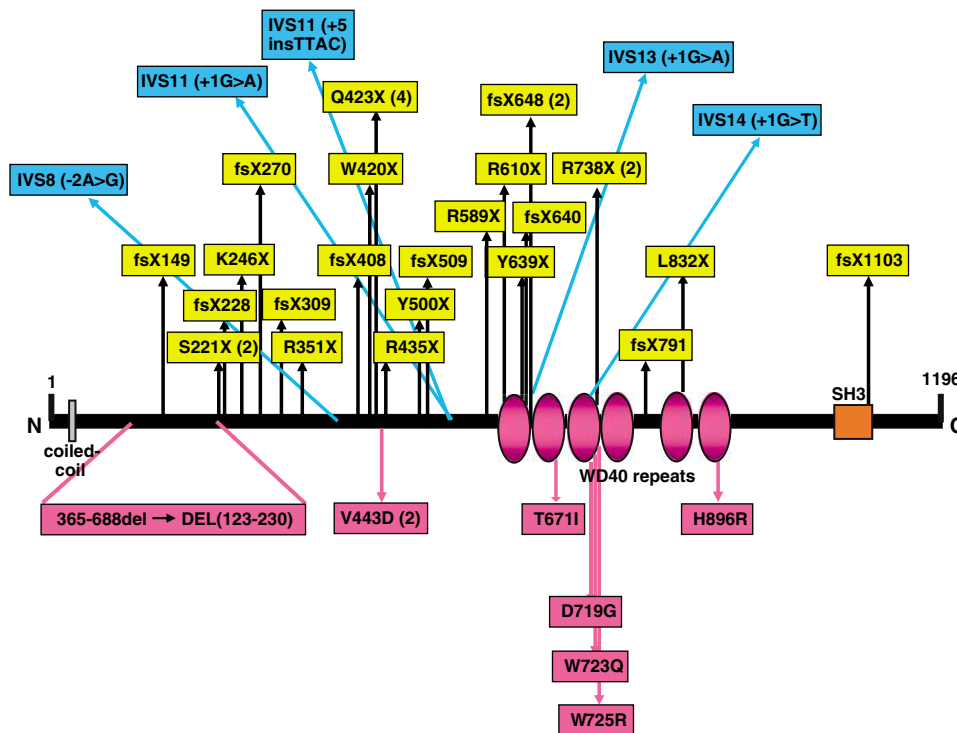 IVS11 (+5
insTTAC)
IVS13 (+1G>A)
IVS11 (+1G>A)
Q423X (4)
fsX648 (2)
IVS14 (+1G>T)
IVS8 (-2A>G)
fsX270
W420X
R610X
R738X (2)
R589X
fsX640
fsX149
K246X
fsX408
fsX509
Y639X
L832X
fsX1103
fsX228
fsX309
Y500X
S221X (2)
R351X
R435X
fsX791
1
1196
SH3
N
C
coiled-
coil
WD40 repeats
365-688del → DEL(123-230)
V443D (2)
T671I
H896R
D719G
W723Q
W725R